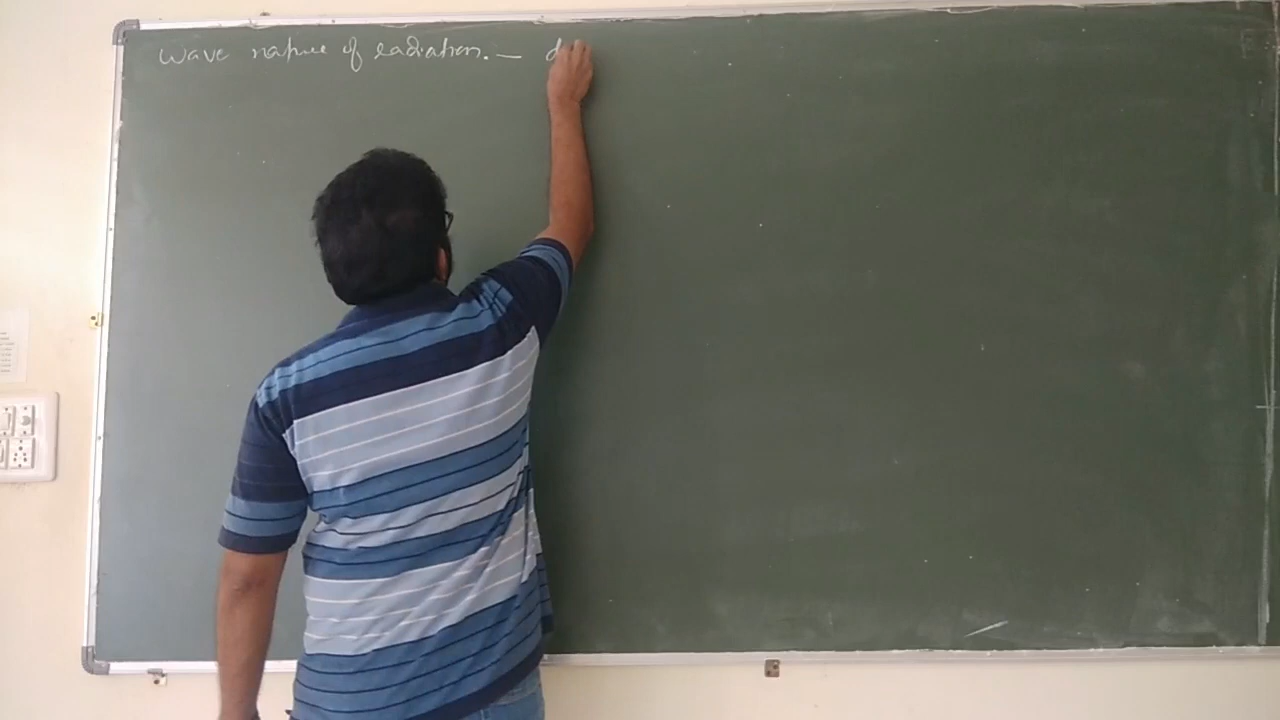 Wave nature of radiation. — d